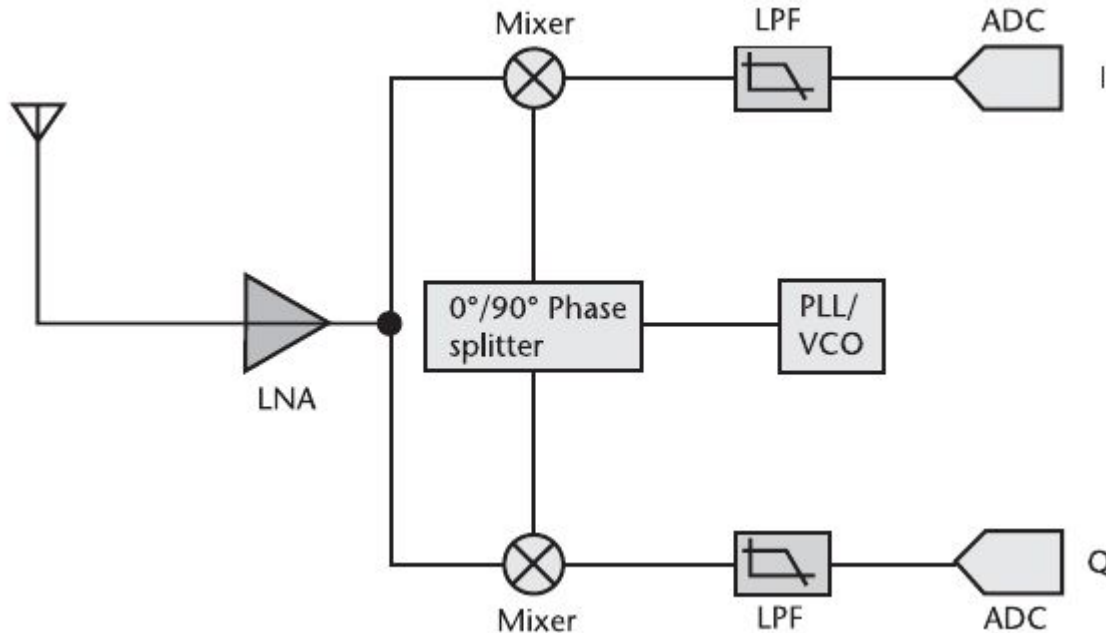 Mixer
LPF
ADC
I
0°/90° Phase
splitter
PLL/
VCO
LNA
Mixer
LPF
ADC
Q